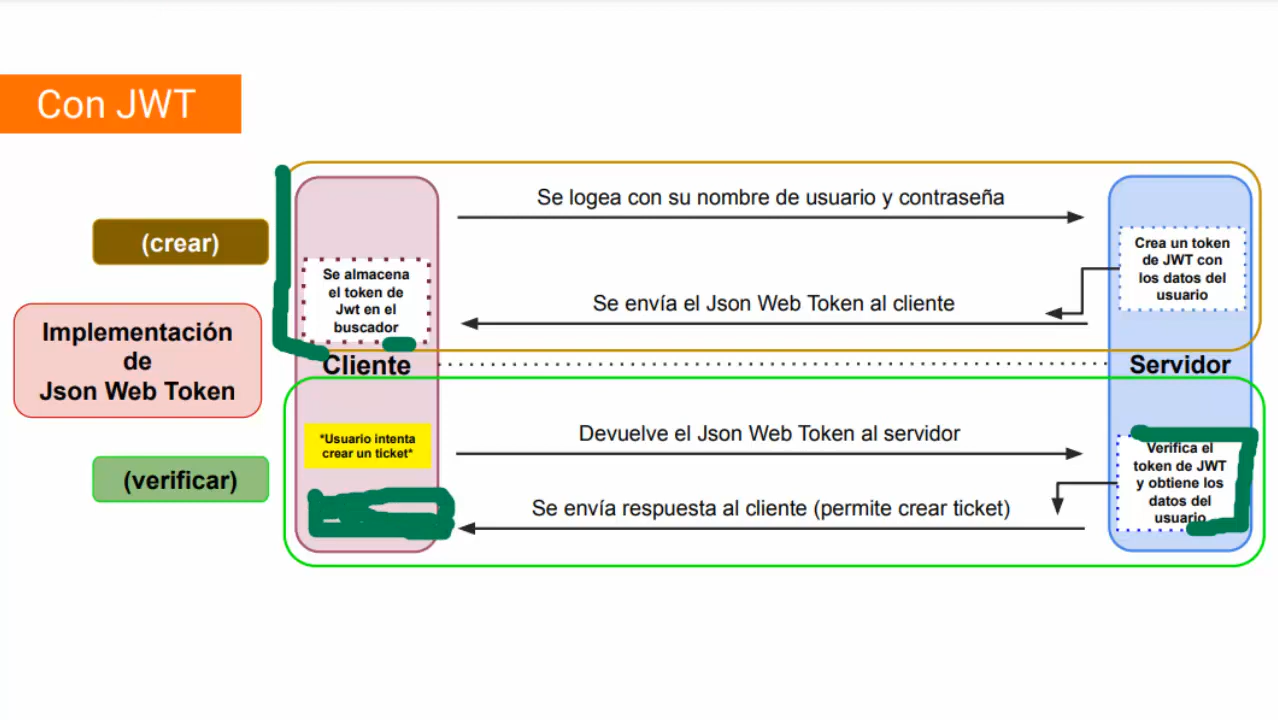 Con JWT
Se logea con su nombre de usuario y contraseña
(crear)
Crea un token
de JWT con
los datos del
usuario
Se almacena
el token de
Jwt en el
buscador
Se envía el Json Web Token al cliente
Implementación
de
Json Web Token
Cliente
Servidor
*Usuario intenta
crear un ticket*
Devuelve el Json Web Token al servidor
(verificar)
Verifica el
token de JWT
y obtiene los
datos del
usuario
Se envía respuesta al cliente (permite crear ticket)